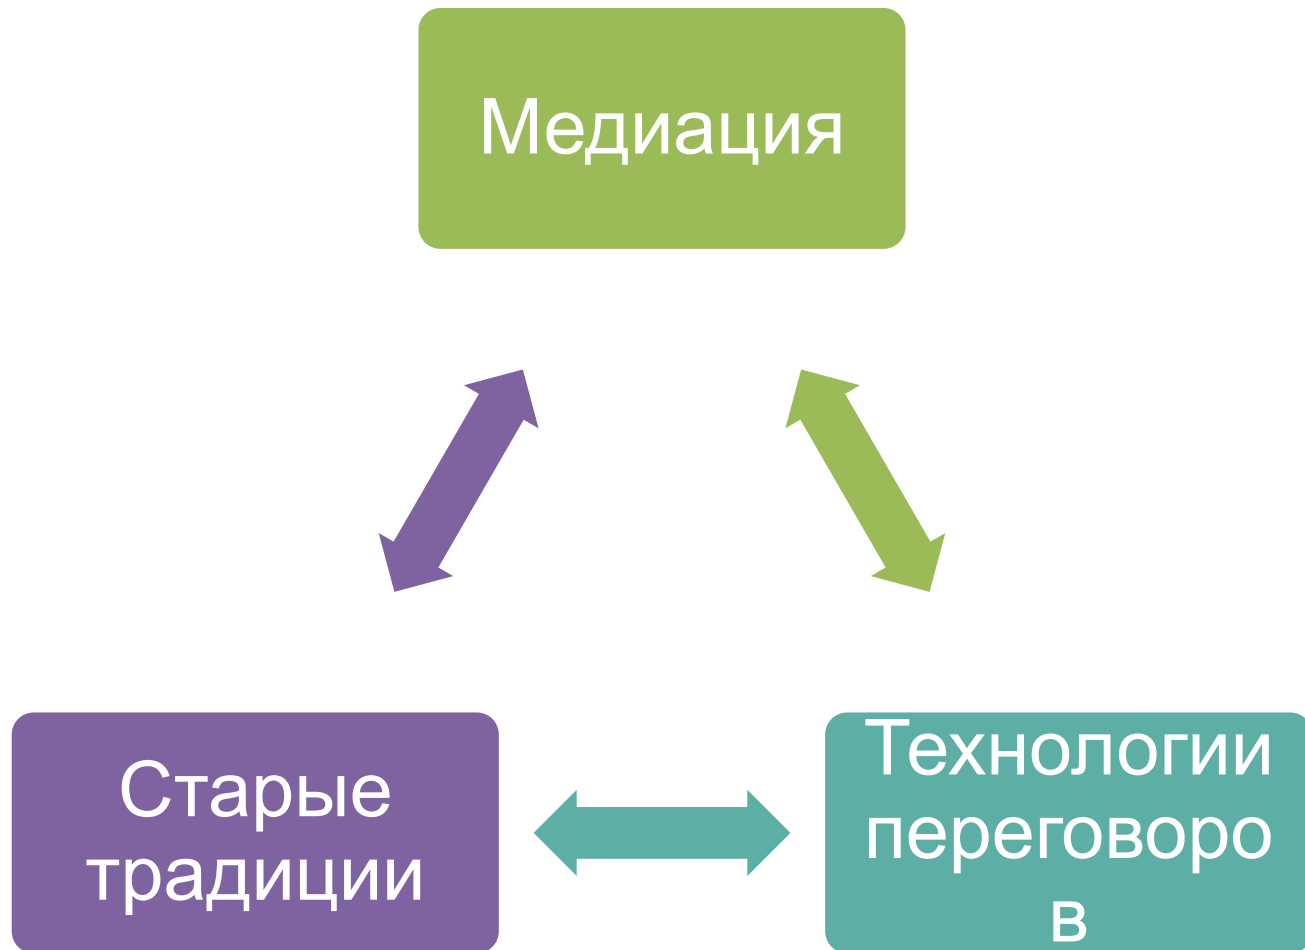 Медиация
Старые
традиции
Технологии
переговоро
в